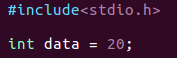 #include<stdio.h>
int data = 20;